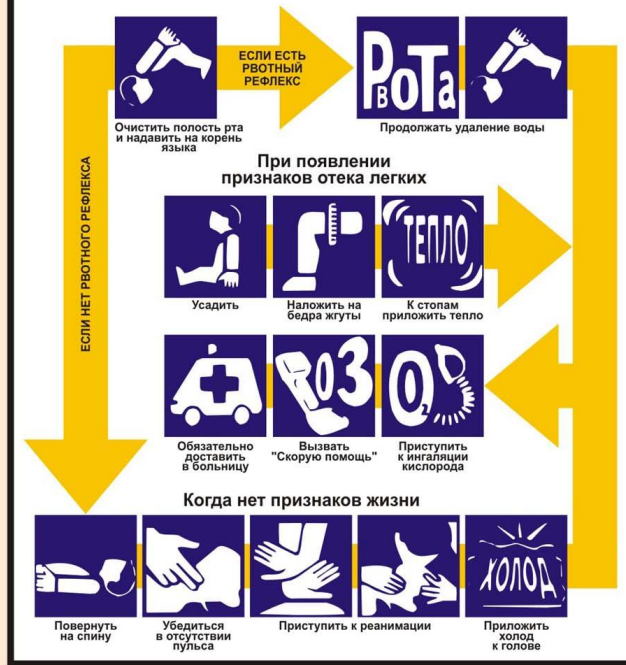 ЕСЛИ ЕСТЬ
РВОТНЫЙ
РЕФЛЕКС
РвОТа
Очистить полость рта
и надавить на корень
языка
Продолжать удаление воды
ЕСЛИ НЕТ РВОТНОГО РЕФЛЕКСА
При появлении
признаков отека легких
ТЕПЛО
Усадить
Наложить на
бедра жгуты
К стопам
приложить тепло
03
O2
Обязательно
доставить
в больницу
Вызвать
"Скорую помощь"
Приступить
к ингаляции
кислорода
Когда нет признаков жизни
ХОЛОД
Повернуть
на спину
Убедиться
в отсутствии
пульса
Приступить к реанимации
Приложить
холод
к голове